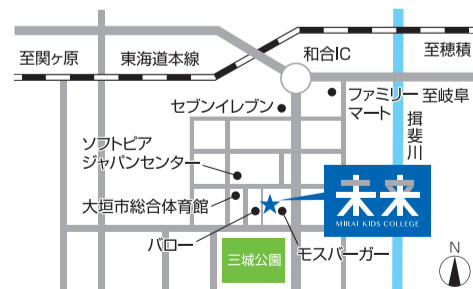 至関ヶ原
東海道本線
和合IC
至穂積
セブンイレブン
ファミリー
マート
至岐阜
揖斐川
ソフトピア
ジャパンセンター
大垣市総合体育館
バロー
モスバーガー
未来
MIRAI KIDS COLLEGE
三城公園
N